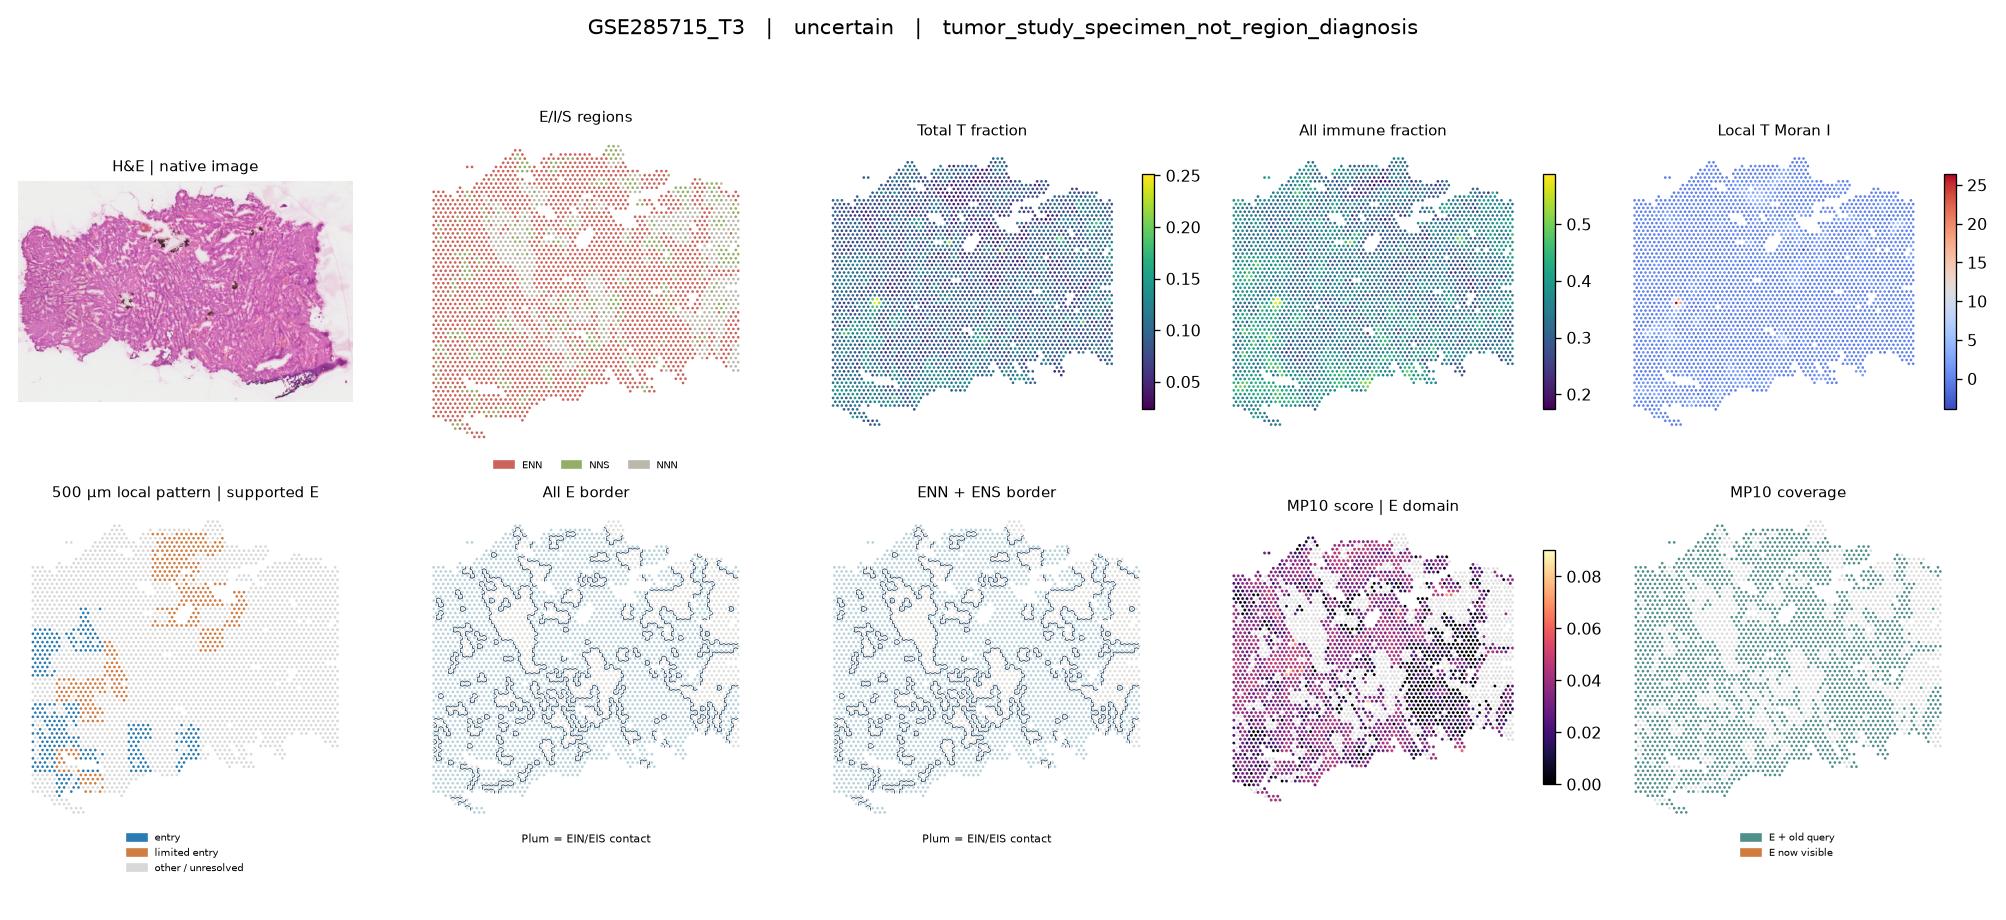 GSE285715_T3 | uncertain | tumor_study_specimen_not_region_diagnosis
H&E | native image
E/I/S regions
ENN NNS NNN
Total T fraction
0.25
0.20
0.15
0.10
0.05
All immune fraction
0.5
0.4
0.3
0.2
Local T Moran I
25
20
15
10
5
0
500 µm local pattern | supported E
entry
limited entry
other / unresolved
All E border
Plum = EIN/EIS contact
ENN + ENS border
Plum = EIN/EIS contact
MP10 score | E domain
0.08
0.06
0.04
0.02
0.00
MP10 coverage
E + old query
E now visible